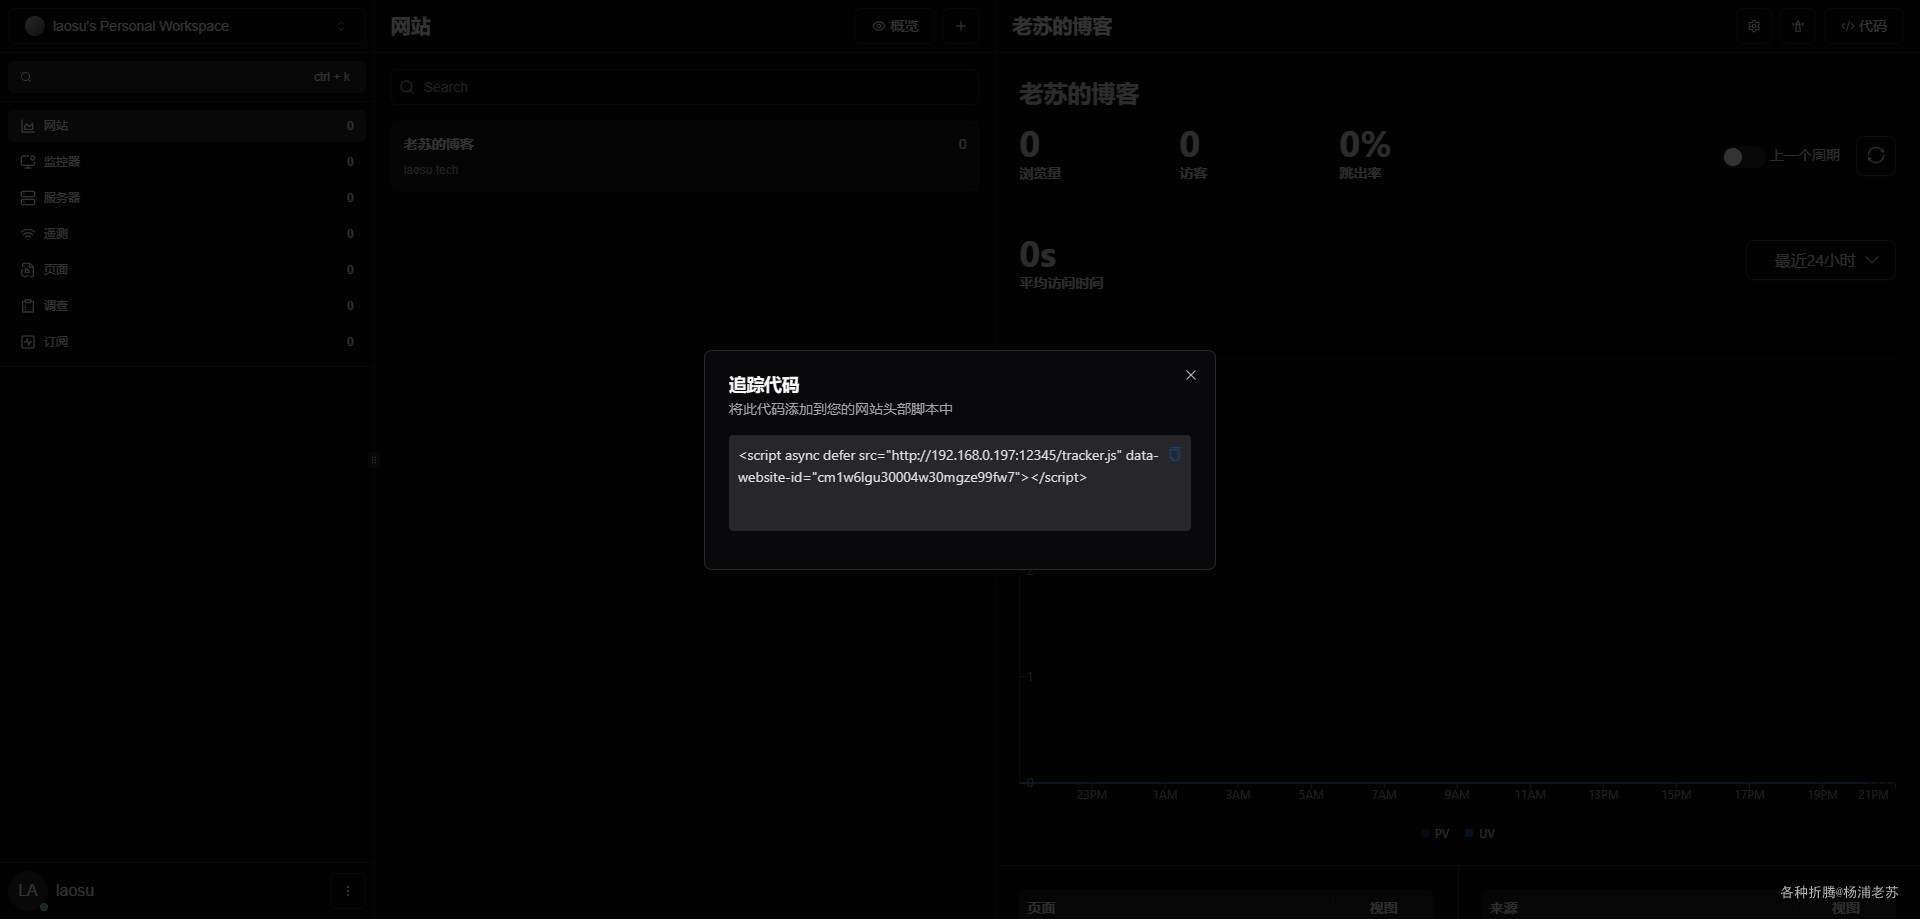 laosu's Personal Workspace
ctrl + k
网站
0
监控器
0
服务器
0
遥测
0
页面
0
调查
0
订阅
0
LA
laosu
网站
概览
Search
老苏的博客
0
laosu.tech
老苏的博客
代码
老苏的博客
0
浏览量
0
访客
0%
跳出率
上一个周期
0s
平均访问时间
最近24小时
追踪代码
将此代码添加到您的网站头部脚本中
<script async defer src="http://192.168.0.197:12345/tracker.js" data-
website-id="cm1w6lgu30004w30mgze99fw7"></script>
2
1
0
23PM 1AM 3AM 5AM 7AM 9AM 11AM 13PM 15PM 17PM 19PM 21PM
PV UV
页面 视图
来源 视图
各种折腾@杨浦老苏